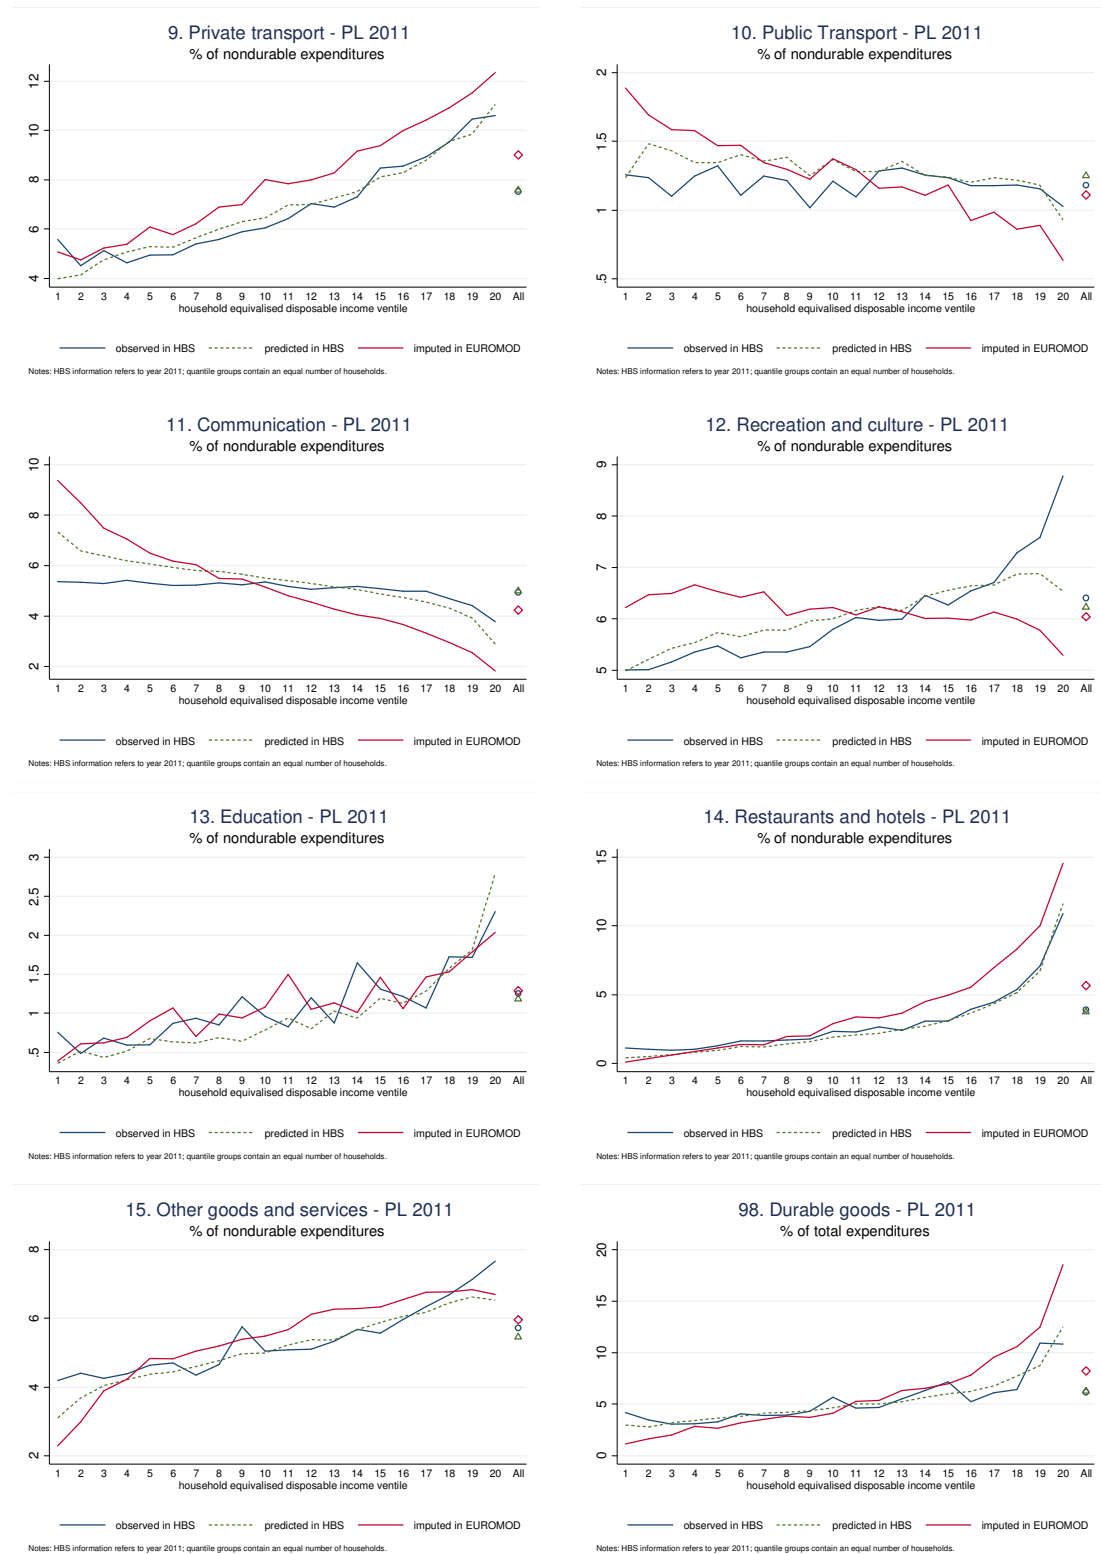 9. Private transport - PL 2011
% of nondurable expenditures
12
10
8
6
4
1 2 3 4 5 6 7 8 9 10 11 12 13 14 15 16 17 18 19 20 All
household equivalised disposable income ventile
observed in HBS predicted in HBS imputed in EUROMOD
Notes: HBS information refers to year 2011; quantile groups contain an equal number of households.
10. Public Transport - PL 2011
% of nondurable expenditures
2
1.5
1
.5
1 2 3 4 5 6 7 8 9 10 11 12 13 14 15 16 17 18 19 20 All
household equivalised disposable income ventile
observed in HBS predicted in HBS imputed in EUROMOD
Notes: HBS information refers to year 2011; quantile groups contain an equal number of households.
11. Communication - PL 2011
% of nondurable expenditures
10
8
6
4
2
1 2 3 4 5 6 7 8 9 10 11 12 13 14 15 16 17 18 19 20 All
household equivalised disposable income ventile
observed in HBS predicted in HBS imputed in EUROMOD
Notes: HBS information refers to year 2011; quantile groups contain an equal number of households.
12. Recreation and culture - PL 2011
% of nondurable expenditures
9
8
7
6
5
1 2 3 4 5 6 7 8 9 10 11 12 13 14 15 16 17 18 19 20 All
household equivalised disposable income ventile
observed in HBS predicted in HBS imputed in EUROMOD
Notes: HBS information refers to year 2011; quantile groups contain an equal number of households.
13. Education - PL 2011
% of nondurable expenditures
3
2.5
2
1.5
1
.5
1 2 3 4 5 6 7 8 9 10 11 12 13 14 15 16 17 18 19 20 All
household equivalised disposable income ventile
observed in HBS predicted in HBS imputed in EUROMOD
Notes: HBS information refers to year 2011; quantile groups contain an equal number of households.
14. Restaurants and hotels - PL 2011
% of nondurable expenditures
15
10
5
0
1 2 3 4 5 6 7 8 9 10 11 12 13 14 15 16 17 18 19 20 All
household equivalised disposable income ventile
observed in HBS predicted in HBS imputed in EUROMOD
Notes: HBS information refers to year 2011; quantile groups contain an equal number of households.
15. Other goods and services - PL 2011
% of nondurable expenditures
8
6
4
2
1 2 3 4 5 6 7 8 9 10 11 12 13 14 15 16 17 18 19 20 All
household equivalised disposable income ventile
observed in HBS predicted in HBS imputed in EUROMOD
Notes: HBS information refers to year 2011; quantile groups contain an equal number of households.
98. Durable goods - PL 2011
% of total expenditures
20
15
10
5
0
1 2 3 4 5 6 7 8 9 10 11 12 13 14 15 16 17 18 19 20 All
household equivalised disposable income ventile
observed in HBS predicted in HBS imputed in EUROMOD
Notes: HBS information refers to year 2011; quantile groups contain an equal number of households.